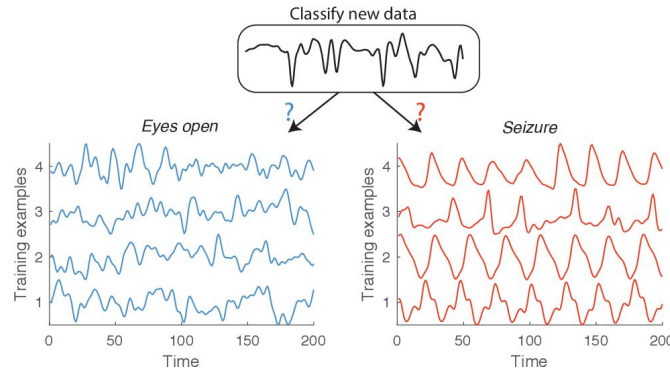 Classify new data
? ?
Eyes open
Seizure
Training examples
4
3
2
1
0 50 100 150 200
Time
Training examples
4
3
2
1
0 50 100 150 200
Time